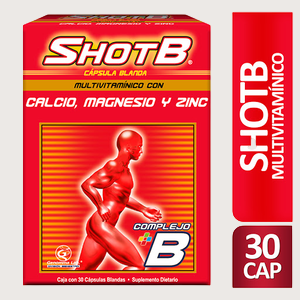 SHOTB®
CÁPSULA BLANDA
MULTIVITAMÍNICO CON
CALCIO, MAGNESIO Y ZINC
COMPLEJO
B
Caja con 30 Cápsulas Blandas - Suplemento Dietario
SHOTB
MULTIVITAMÍNICO
30
CAP